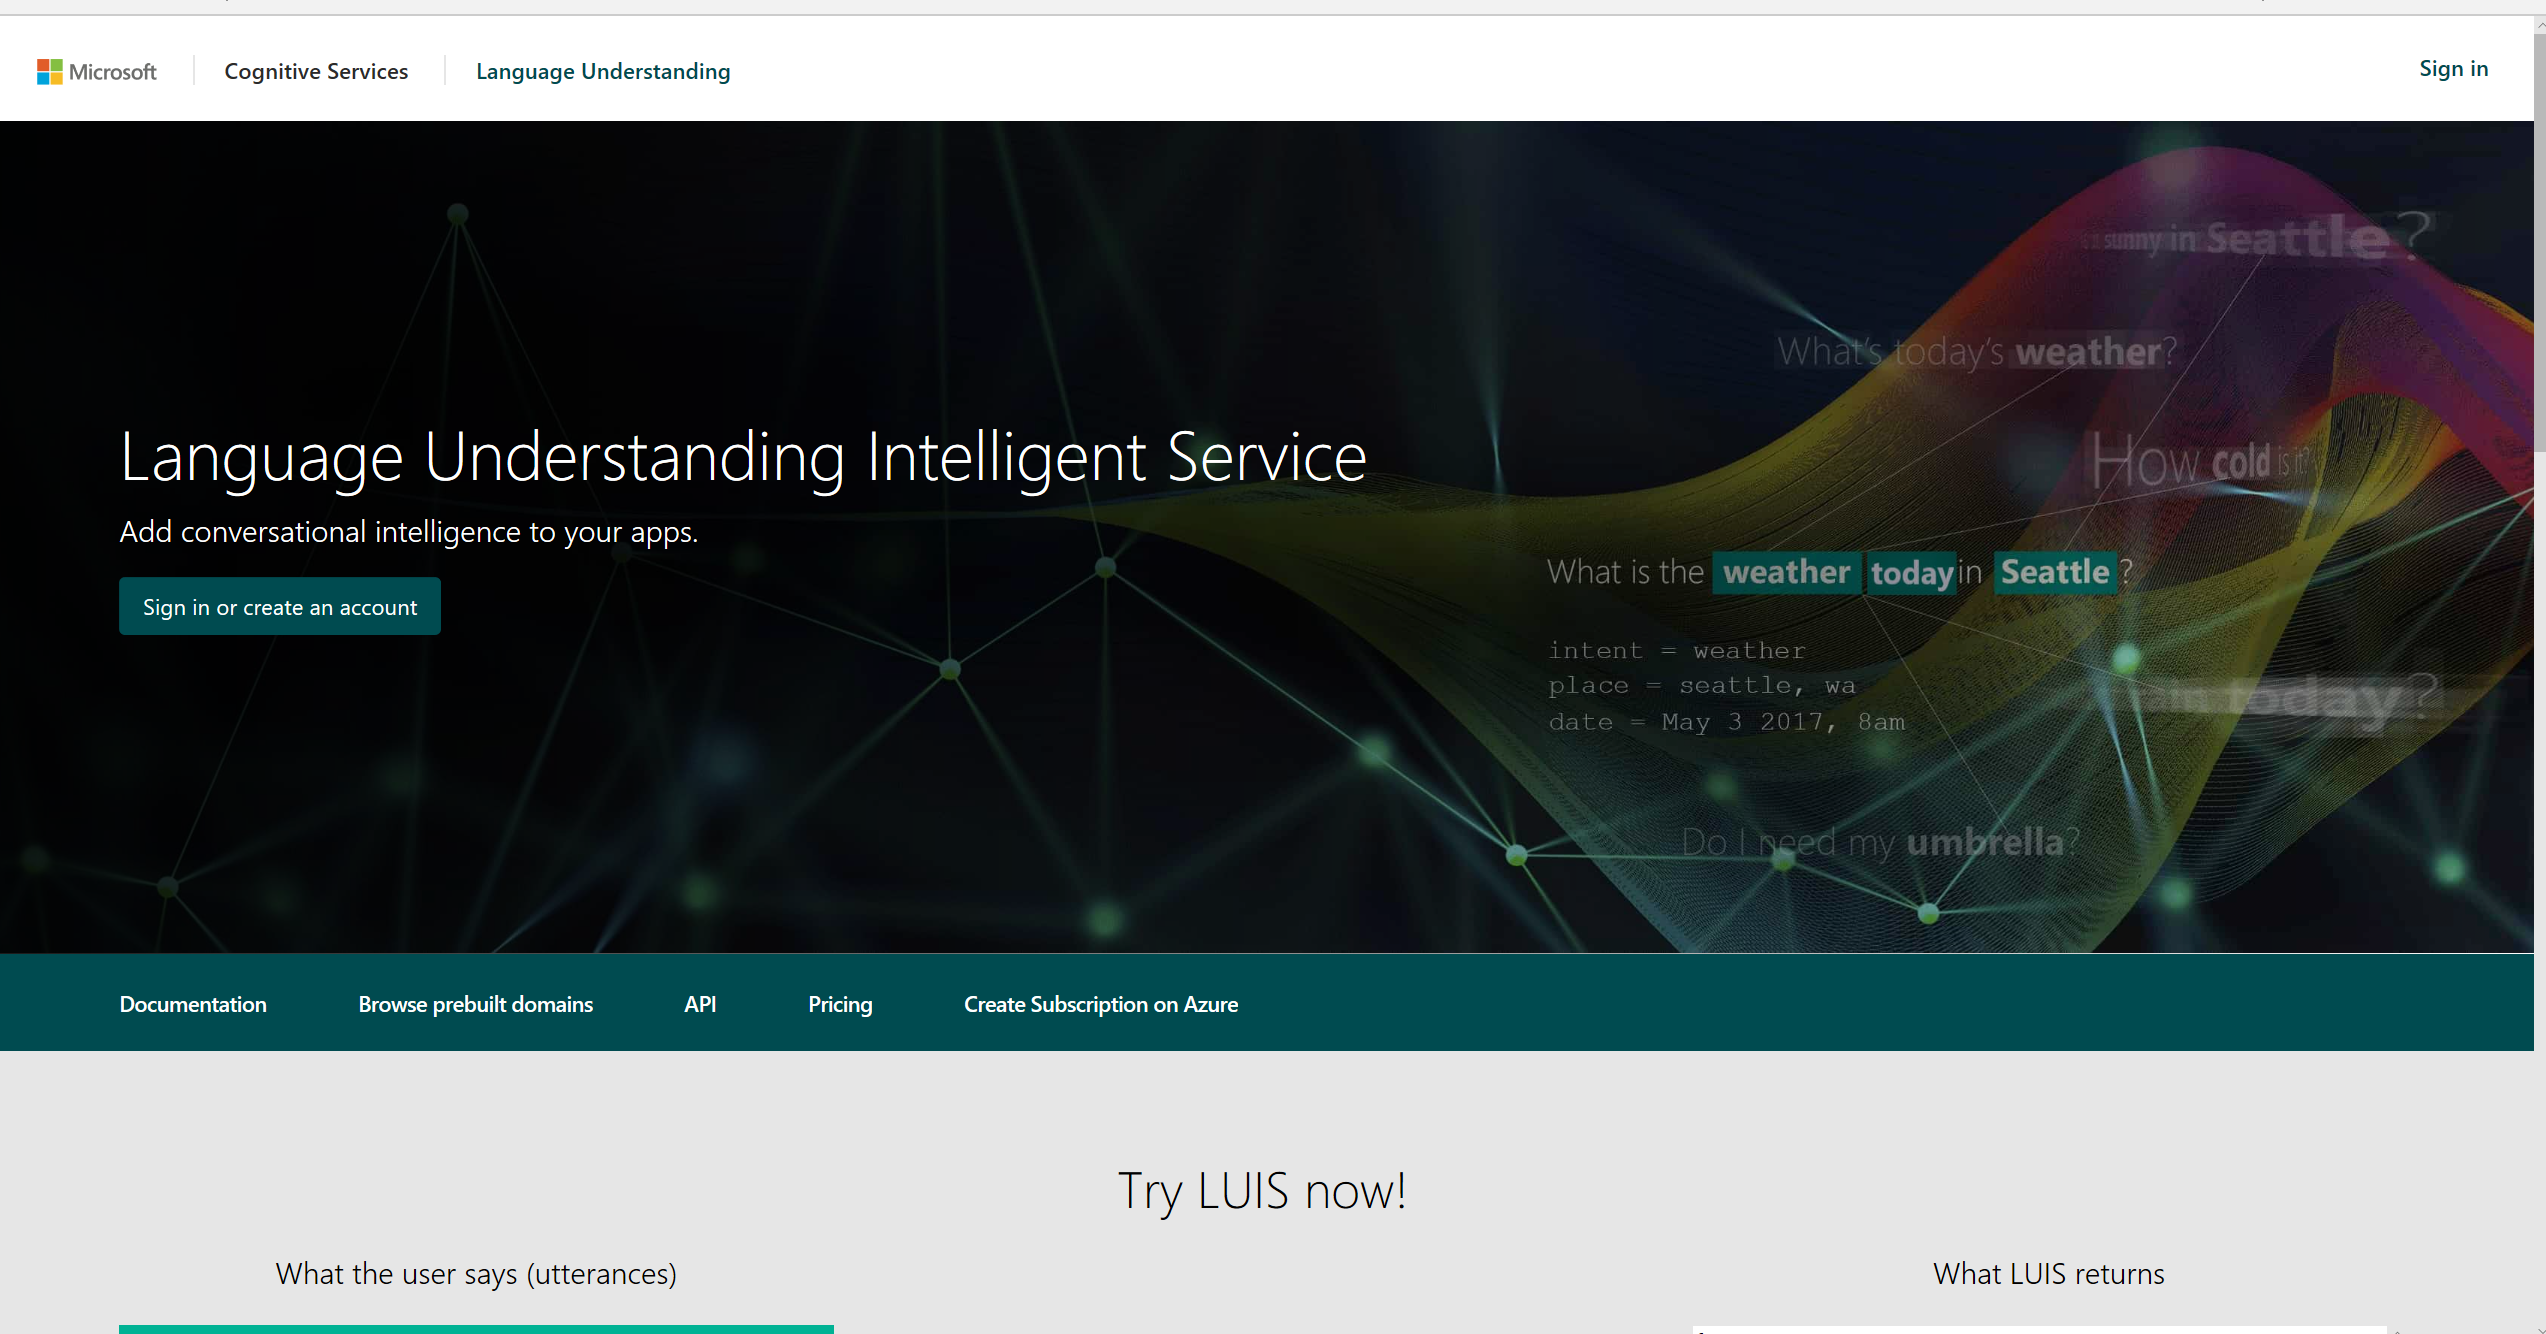 Microsoft
Cognitive Services
Language Understanding
Sign in
sunny in Seattle?
What's today's weather?
Language Understanding Intelligent Service
How cold is it?
Add conversational intelligence to your apps.
What is the weather today in Seattle ?
Sign in or create an account
intent = weather
place = seattle, wa
today?
date = May 3 2017, 8am
Do I need my umbrella?
Documentation
Browse prebuilt domains
API
Pricing
Create Subscription on Azure
Try LUIS now!
What the user says (utterances)
What LUIS returns